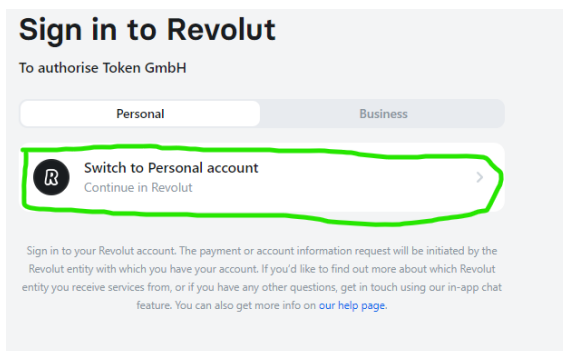 Sign in to Revolut
To authorise Token GmbH
Personal
Business
R
Switch to Personal account
Continue in Revolut
Sign in to your Revolut account. The payment or account information request will be initiated by the
Revolut entity with which you have your account. If you'd like to find out more about which Revolut
entity you receive services from, or if you have any other questions, get in touch using our in-app chat
feature. You can also get more info on our help page.